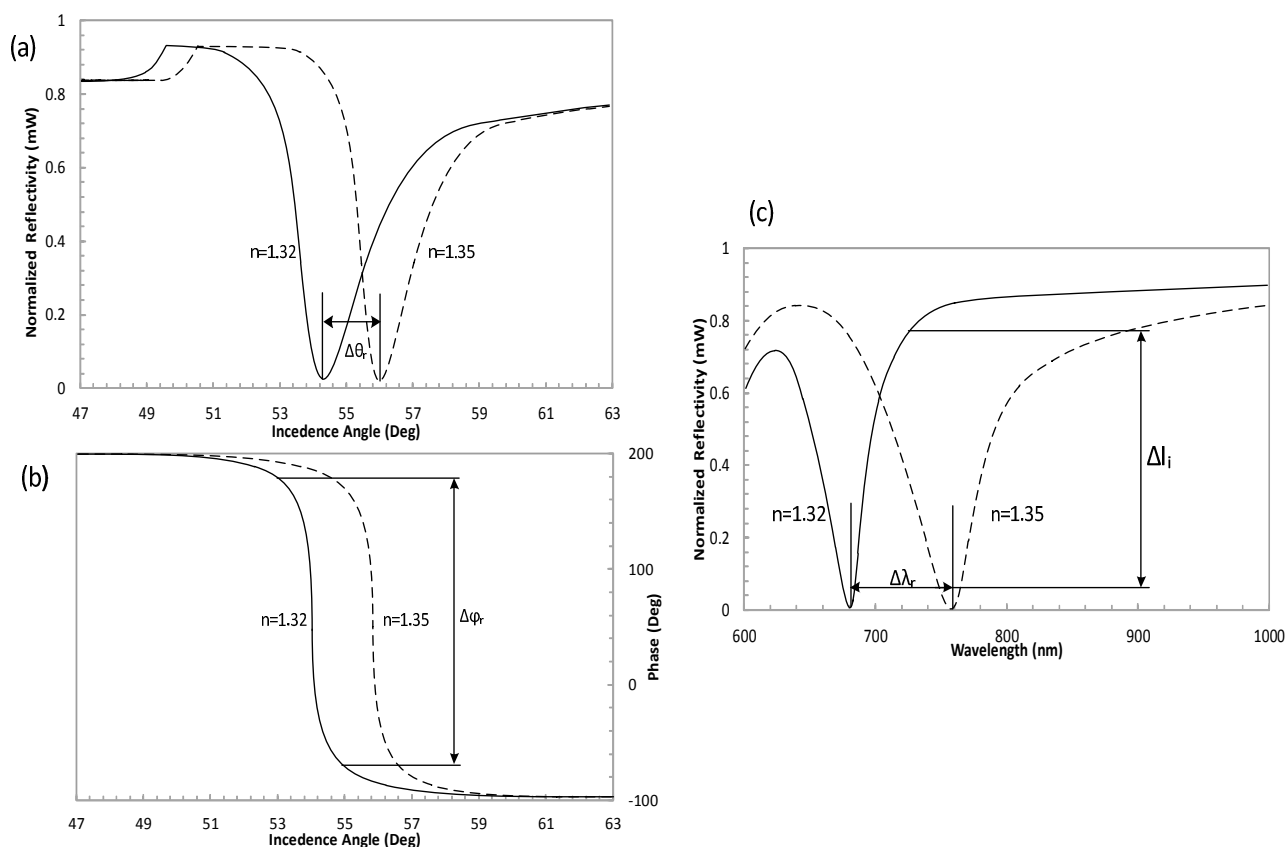 (a)
Normalized Reflectivity (mW)
1
0.8
0.6
0.4
0.2
0
n=1.32
n=1.35
Δθr
47 49 51 53 55 57 59 61 63
Incedence Angle (Deg)
(b)
200
100
0
-100
Phase (Deg)
n=1.32
n=1.35
Δφr
47 49 51 53 55 57 59 61 63
Incedence Angle (Deg)
(c)
Normalized Reflectivity (mW)
1
0.8
0.6
0.4
0.2
0
n=1.32
n=1.35
Δλr
ΔIi
600 700 800 900 1000
Wavelength (nm)